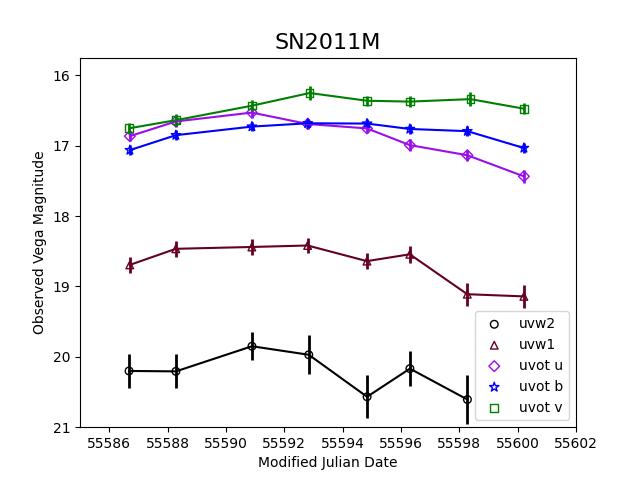 SN2011M
Observed Vega Magnitude
16
17
18
19
20
21
55586 55588 55590 55592 55594 55596 55598 55600 55602
Modified Julian Date
uvw2
uvw1
uvot u
uvot b
uvot v